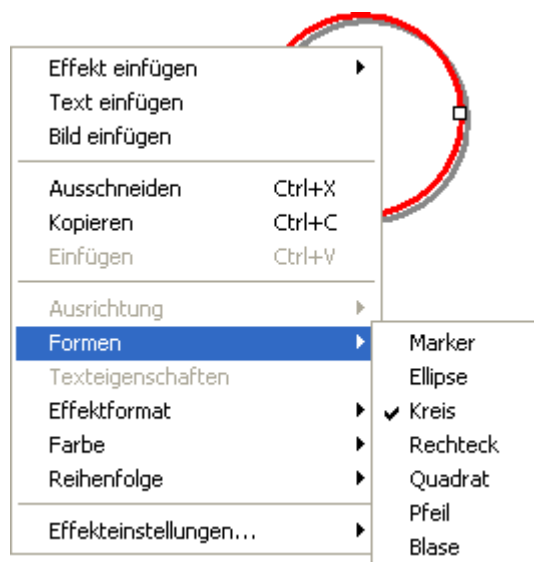 Effekt einfügen
Text einfügen
Bild einfügen
Ausschneiden Ctrl+X
Kopieren Ctrl+C
Einfügen Ctrl+V
Ausrichtung
Formen
Texteigenschaften
Effektformat
Farbe
Reihenfolge
Effekteinstellungen...
Marker
Ellipse
Kreis
Rechteck
Quadrat
Pfeil
Blase